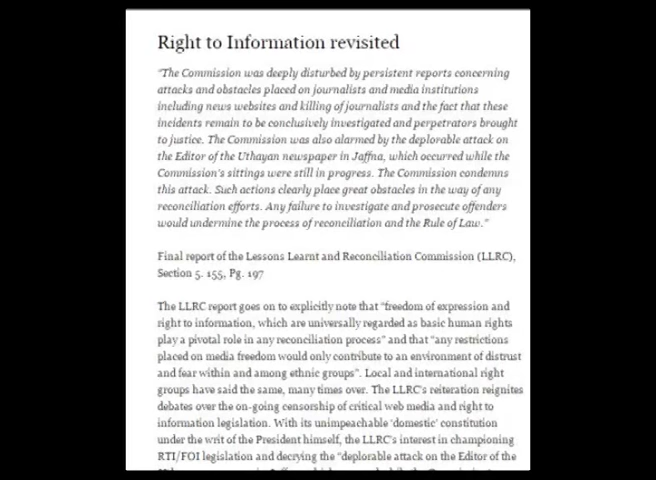 Right to Information revisited
"The Commission was deeply disturbed by persistent reports concerning
attacks and obstacles placed on journalists and media institutions
including news websites and killing of journalists and the fact that these
incidents remain to be conclusively investigated and perpetrators brought
to justice. The Commission was also alarmed by the deplorable attack on
the Editor of the Uthayan newspaper in Jaffna, which occurred while the
Commission's sittings were still in progress. The Commission condemns
this attack. Such actions clearly place great obstacles in the way of any
reconciliation efforts. Any failure to investigate and prosecute offenders
would undermine the process of reconciliation and the Rule of Law."
Final report of the Lessons Learnt and Reconciliation Commission (LLRC),
Section 5. 155, Pg. 197
The LLRC report goes on to explicitly note that "freedom of expression and
right to information, which are universally regarded as basic human rights
play a pivotal role in any reconciliation process" and that "any restrictions
placed on media freedom would only contribute to an environment of distrust
and fear within and among ethnic groups". Local and international right
groups have said the same, many times over. The LLRC's reiteration reignites
debates over the on-going censorship of critical web media and right to
information legislation. With its unimpeachable 'domestic' constitution
under the writ of the President himself, the LLRC's interest in championing
RTI/FOI legislation and decrying the "deplorable attack on the Editor of the